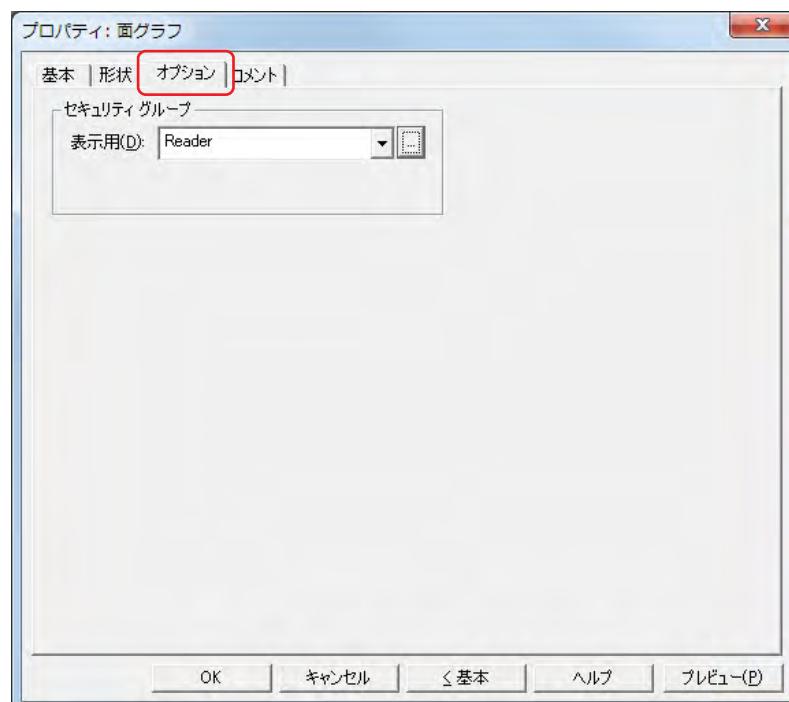 プロパティ: 面グラフ
基本 形状 オプション コメント
セキュリティ グループ
表示用(D): Reader ...
OK キャンセル ≤ 基本 ヘルプ プレビュー(P)